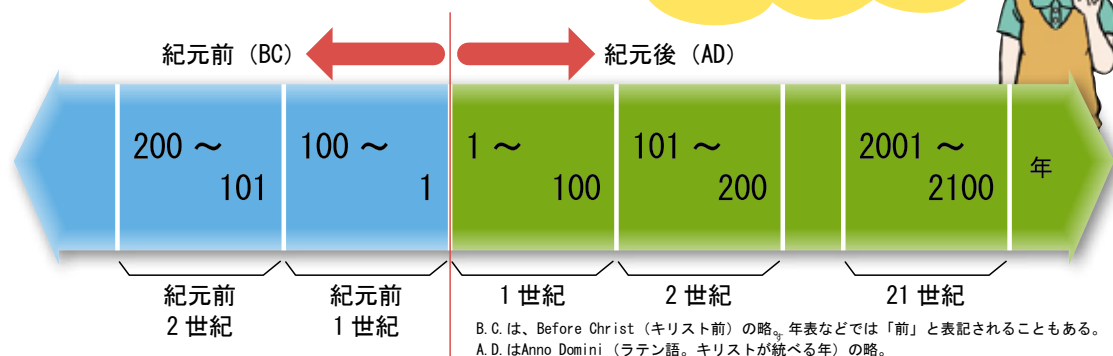 紀元前(BC)
紀元後(AD)
200 ~ 101
100 ~ 1
1 ~ 100
101 ~ 200
2001 ~ 2100
年
紀元前
2 世紀
紀元前
1 世紀
1 世紀
2 世紀
21 世紀
B.C.は、Before Christ(キリスト前)の略。年表などでは「前」と表記されることもある。
A.D.はAnno Domini(ラテン語。キリストが統べる年)の略。
す